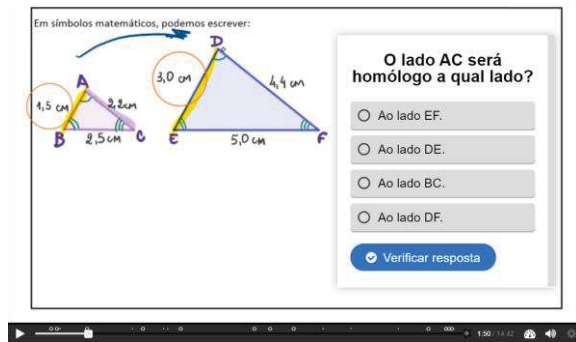 Em símbolos matemáticos, podemos escrever:
D
3,0 cm
4,4 cm
A
1,5 cm
2,2cm
B
2,5cm
C
E
5,0 cm
F
O lado AC será
homólogo a qual lado?
Ao lado EF.
Ao lado DE.
Ao lado BC.
Ao lado DF.
Verificar resposta
1:50 / 14:42